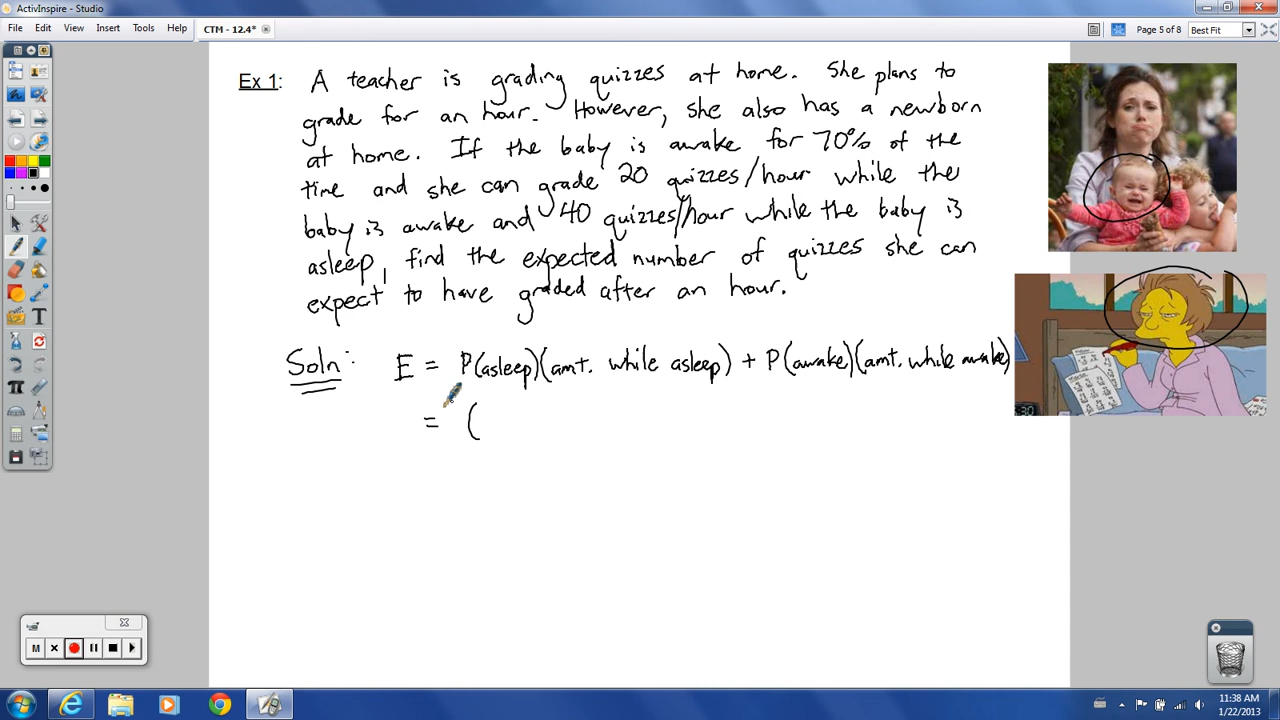 ActivInspire - Studio
File Edit View Insert Tools Help CTM - 12.4* Page 5 of 8 Best Fit
Ex 1: A teacher is grading quizzes at home. She plans to
grade for an hour. However, she also has a newborn
at home. If the baby is awake for 70% of the
time and she can grade 20 quizzes/hour while the
baby is awake and 40 quizzes/hour while the baby is
asleep, find the expected number of quizzes she can
expect to have graded after an hour.
Soln: E = P(asleep)(amt. while asleep) + P(awake)(amt. while awake)
= (
M
11:38 AM
1/22/2013